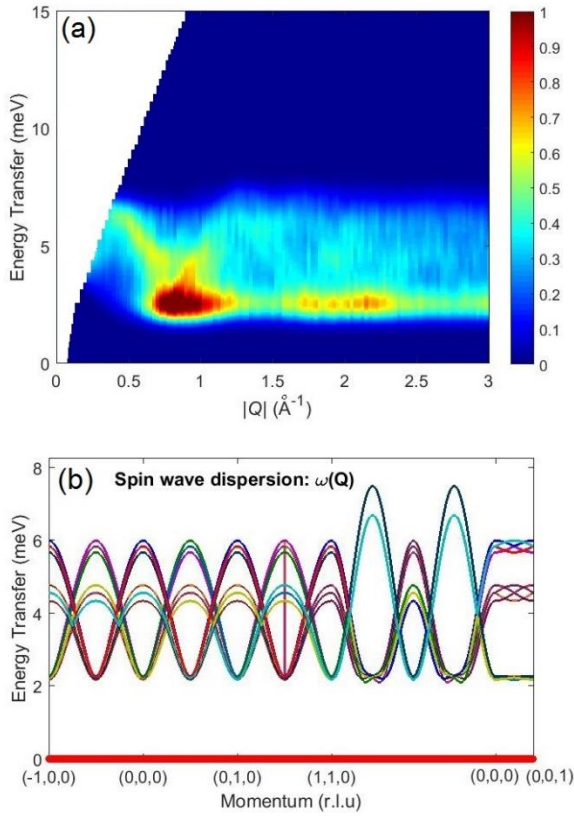 (a)
Energy Transfer (meV)
15
10
5
0
0 0.5 1 1.5 2 2.5 3
|Q| (Å⁻¹)
1
0.9
0.8
0.7
0.6
0.5
0.4
0.3
0.2
0.1
0
(b) Spin wave dispersion: ω(Q)
Energy Transfer (meV)
8
6
4
2
0
(-1,0,0) (0,0,0) (0,1,0) (1,1,0) (0,0,0) (0,0,1)
Momentum (r.l.u)